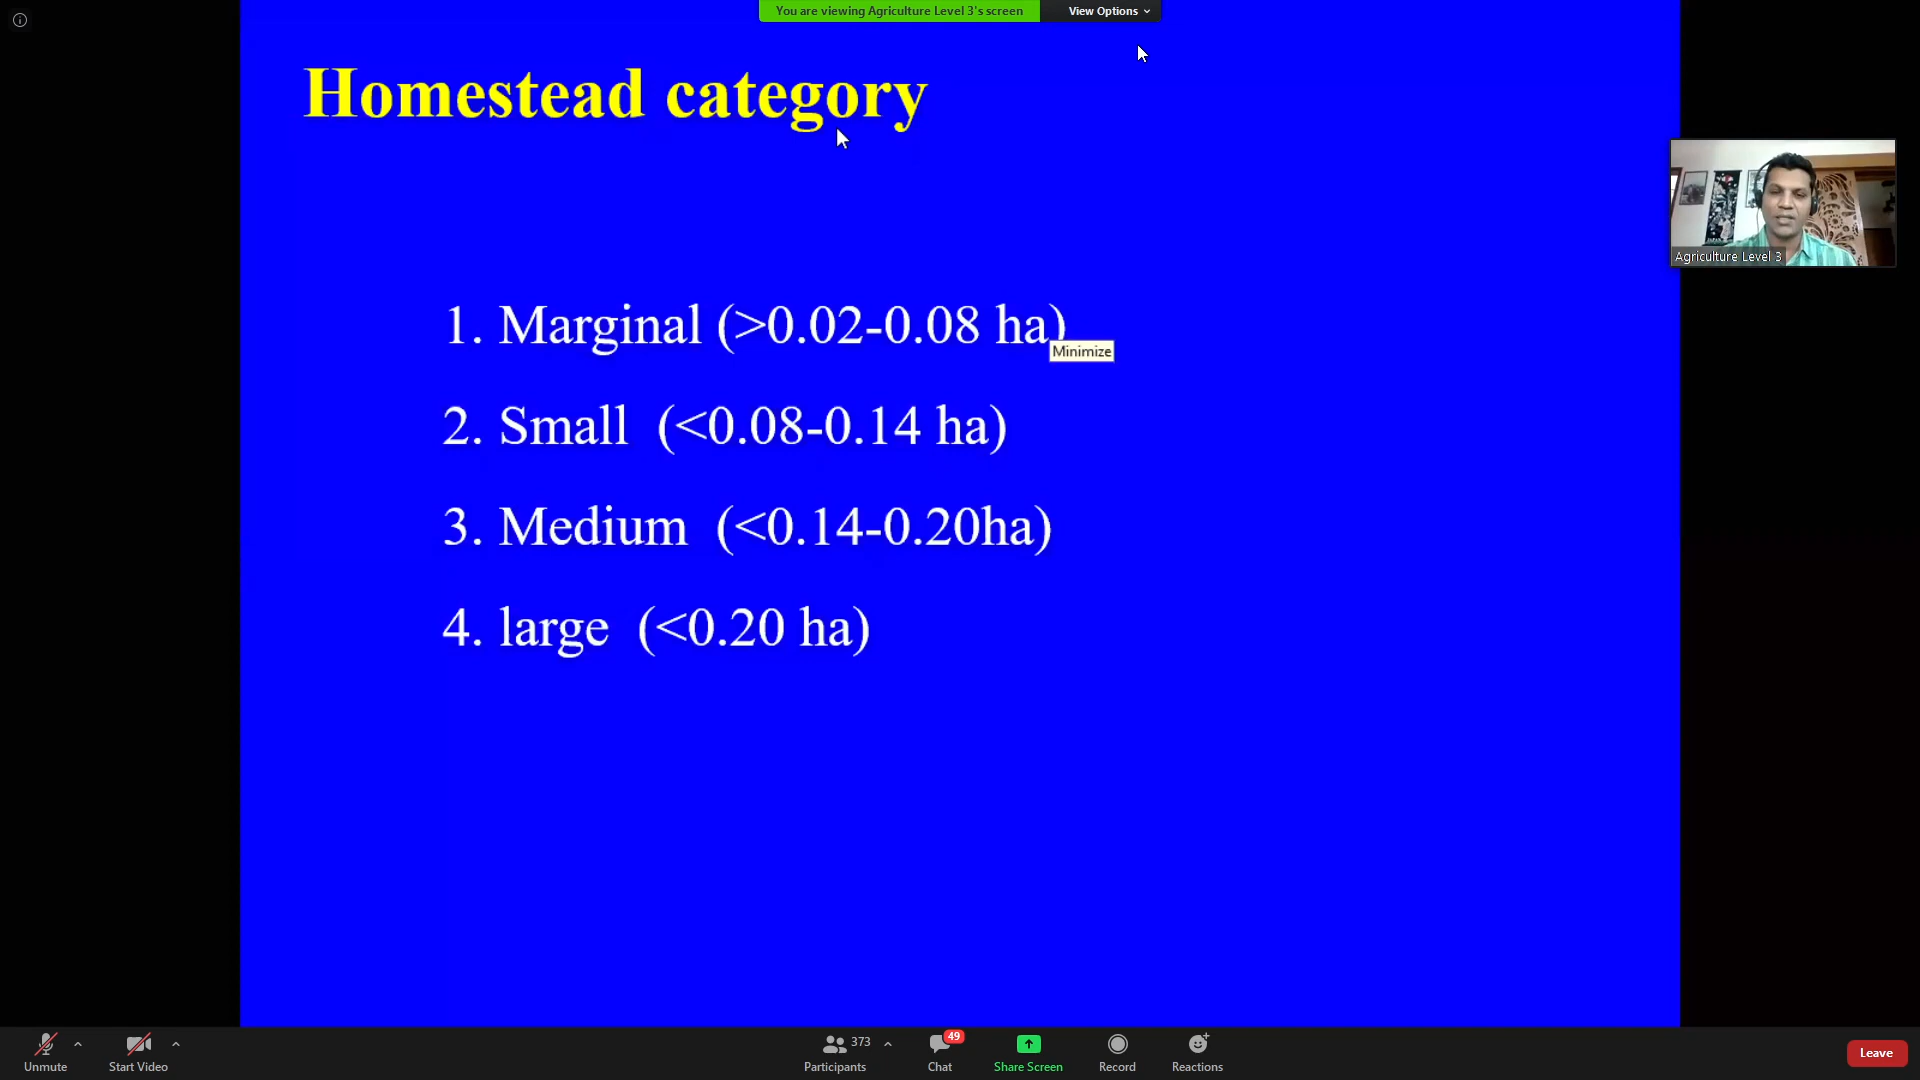 You are viewing Agriculture Level 3's screen
View Options
Homestead category
1. Marginal (>0.02-0.08 ha)
Minimize
2. Small (<0.08-0.14 ha)
3. Medium (<0.14-0.20ha)
4. large (<0.20 ha)
Agriculture Level 3
Unmute
Start Video
373
Participants
49
Chat
Share Screen
Record
Reactions
Leave